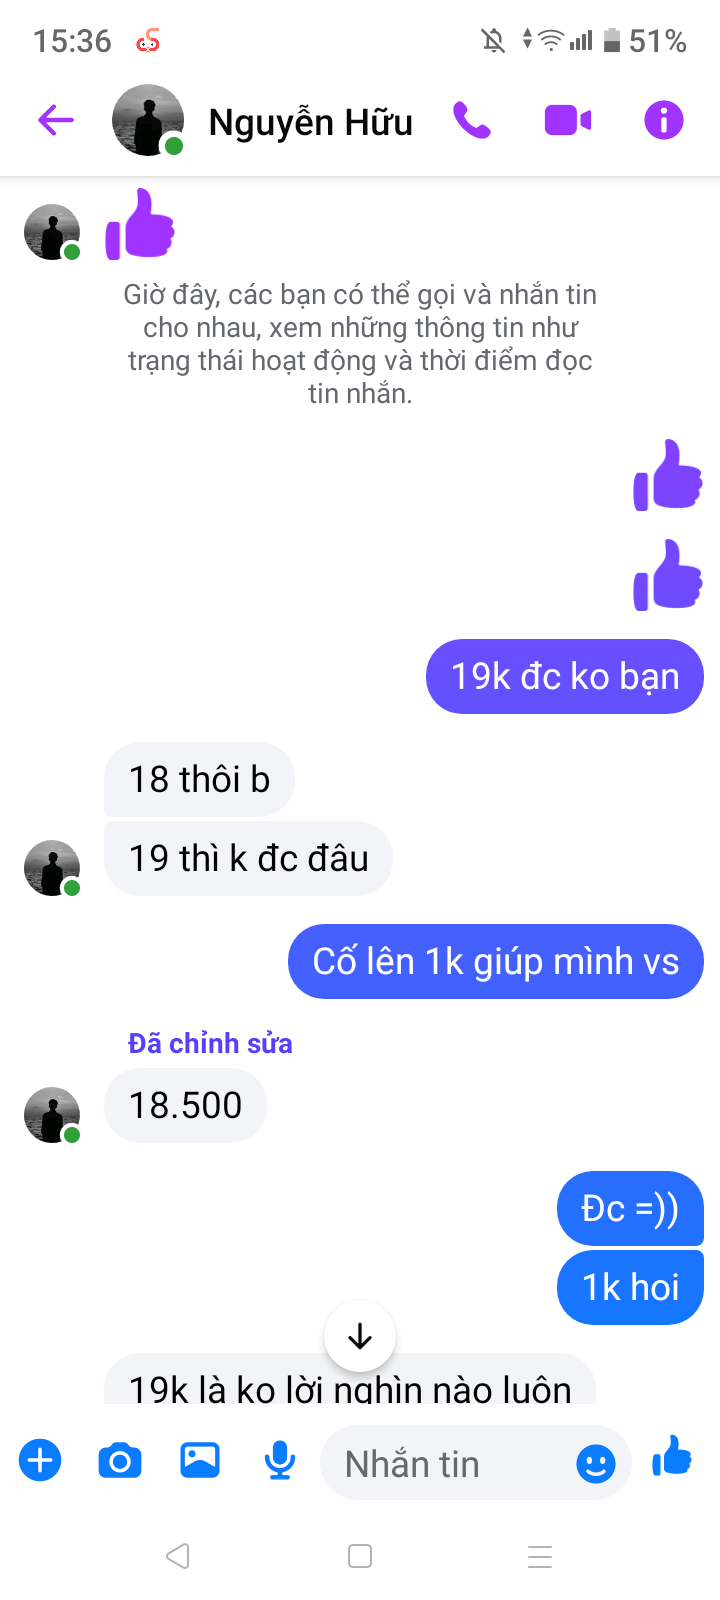 15:36
51%
Nguyễn Hữu
Giờ đây, các bạn có thể gọi và nhắn tin
cho nhau, xem những thông tin như
trạng thái hoạt động và thời điểm đọc
tin nhắn.
19k đc ko bạn
18 thôi b
19 thì k đc đâu
Cố lên 1k giúp mình vs
Đã chỉnh sửa
18.500
Đc =))
1k hoi
19k là ko lời nghìn nào luôn
Nhắn tin